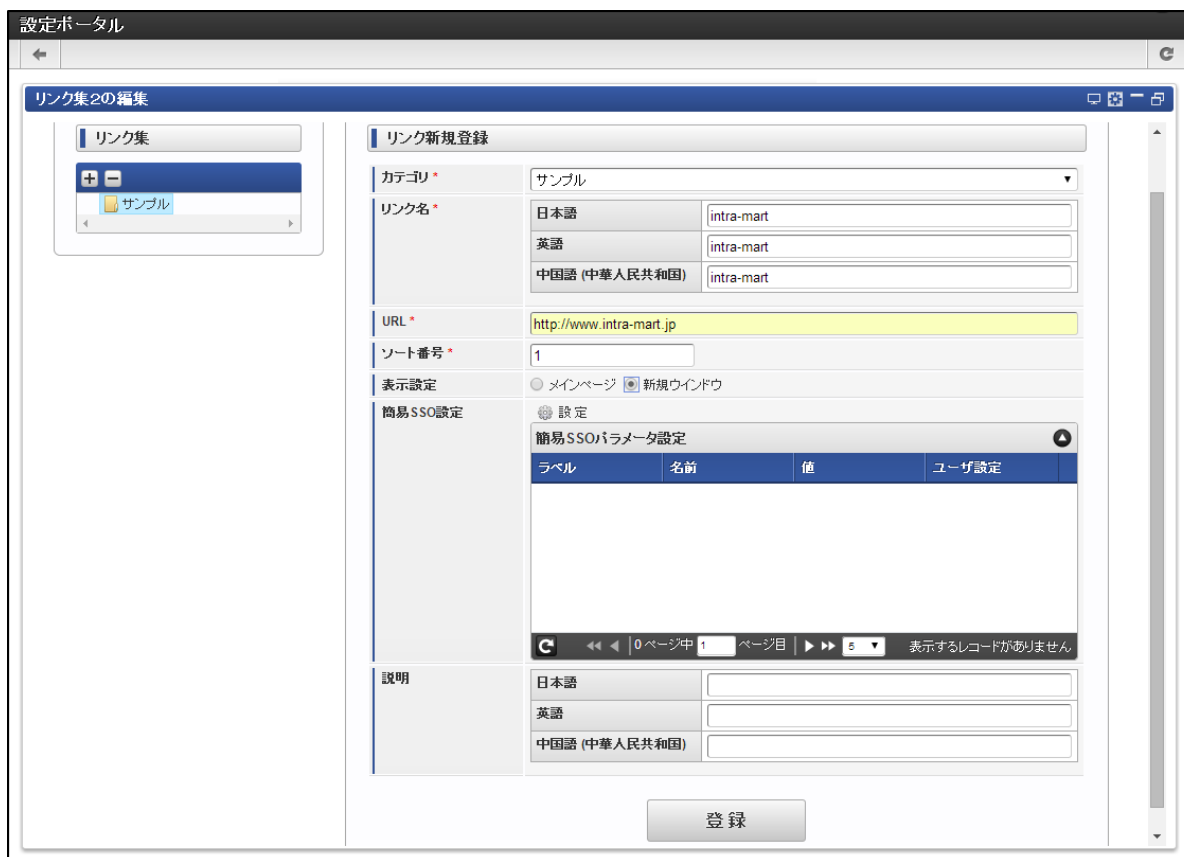 設定ポータル
リンク集2の編集
リンク集
サンプル
リンク新規登録
カテゴリ *
サンプル
リンク名 *
日本語
intra-mart
英語
intra-mart
中国語 (中華人民共和国)
intra-mart
URL *
http://www.intra-mart.jp
ソート番号 *
1
表示設定
メインページ 新規ウインドウ
簡易SSO設定
設定
簡易SSOパラメータ設定
ラベル 名前 値 ユーザ設定
0 ページ中 1 ページ目 5 表示するレコードがありません
説明
日本語
英語
中国語 (中華人民共和国)
登録